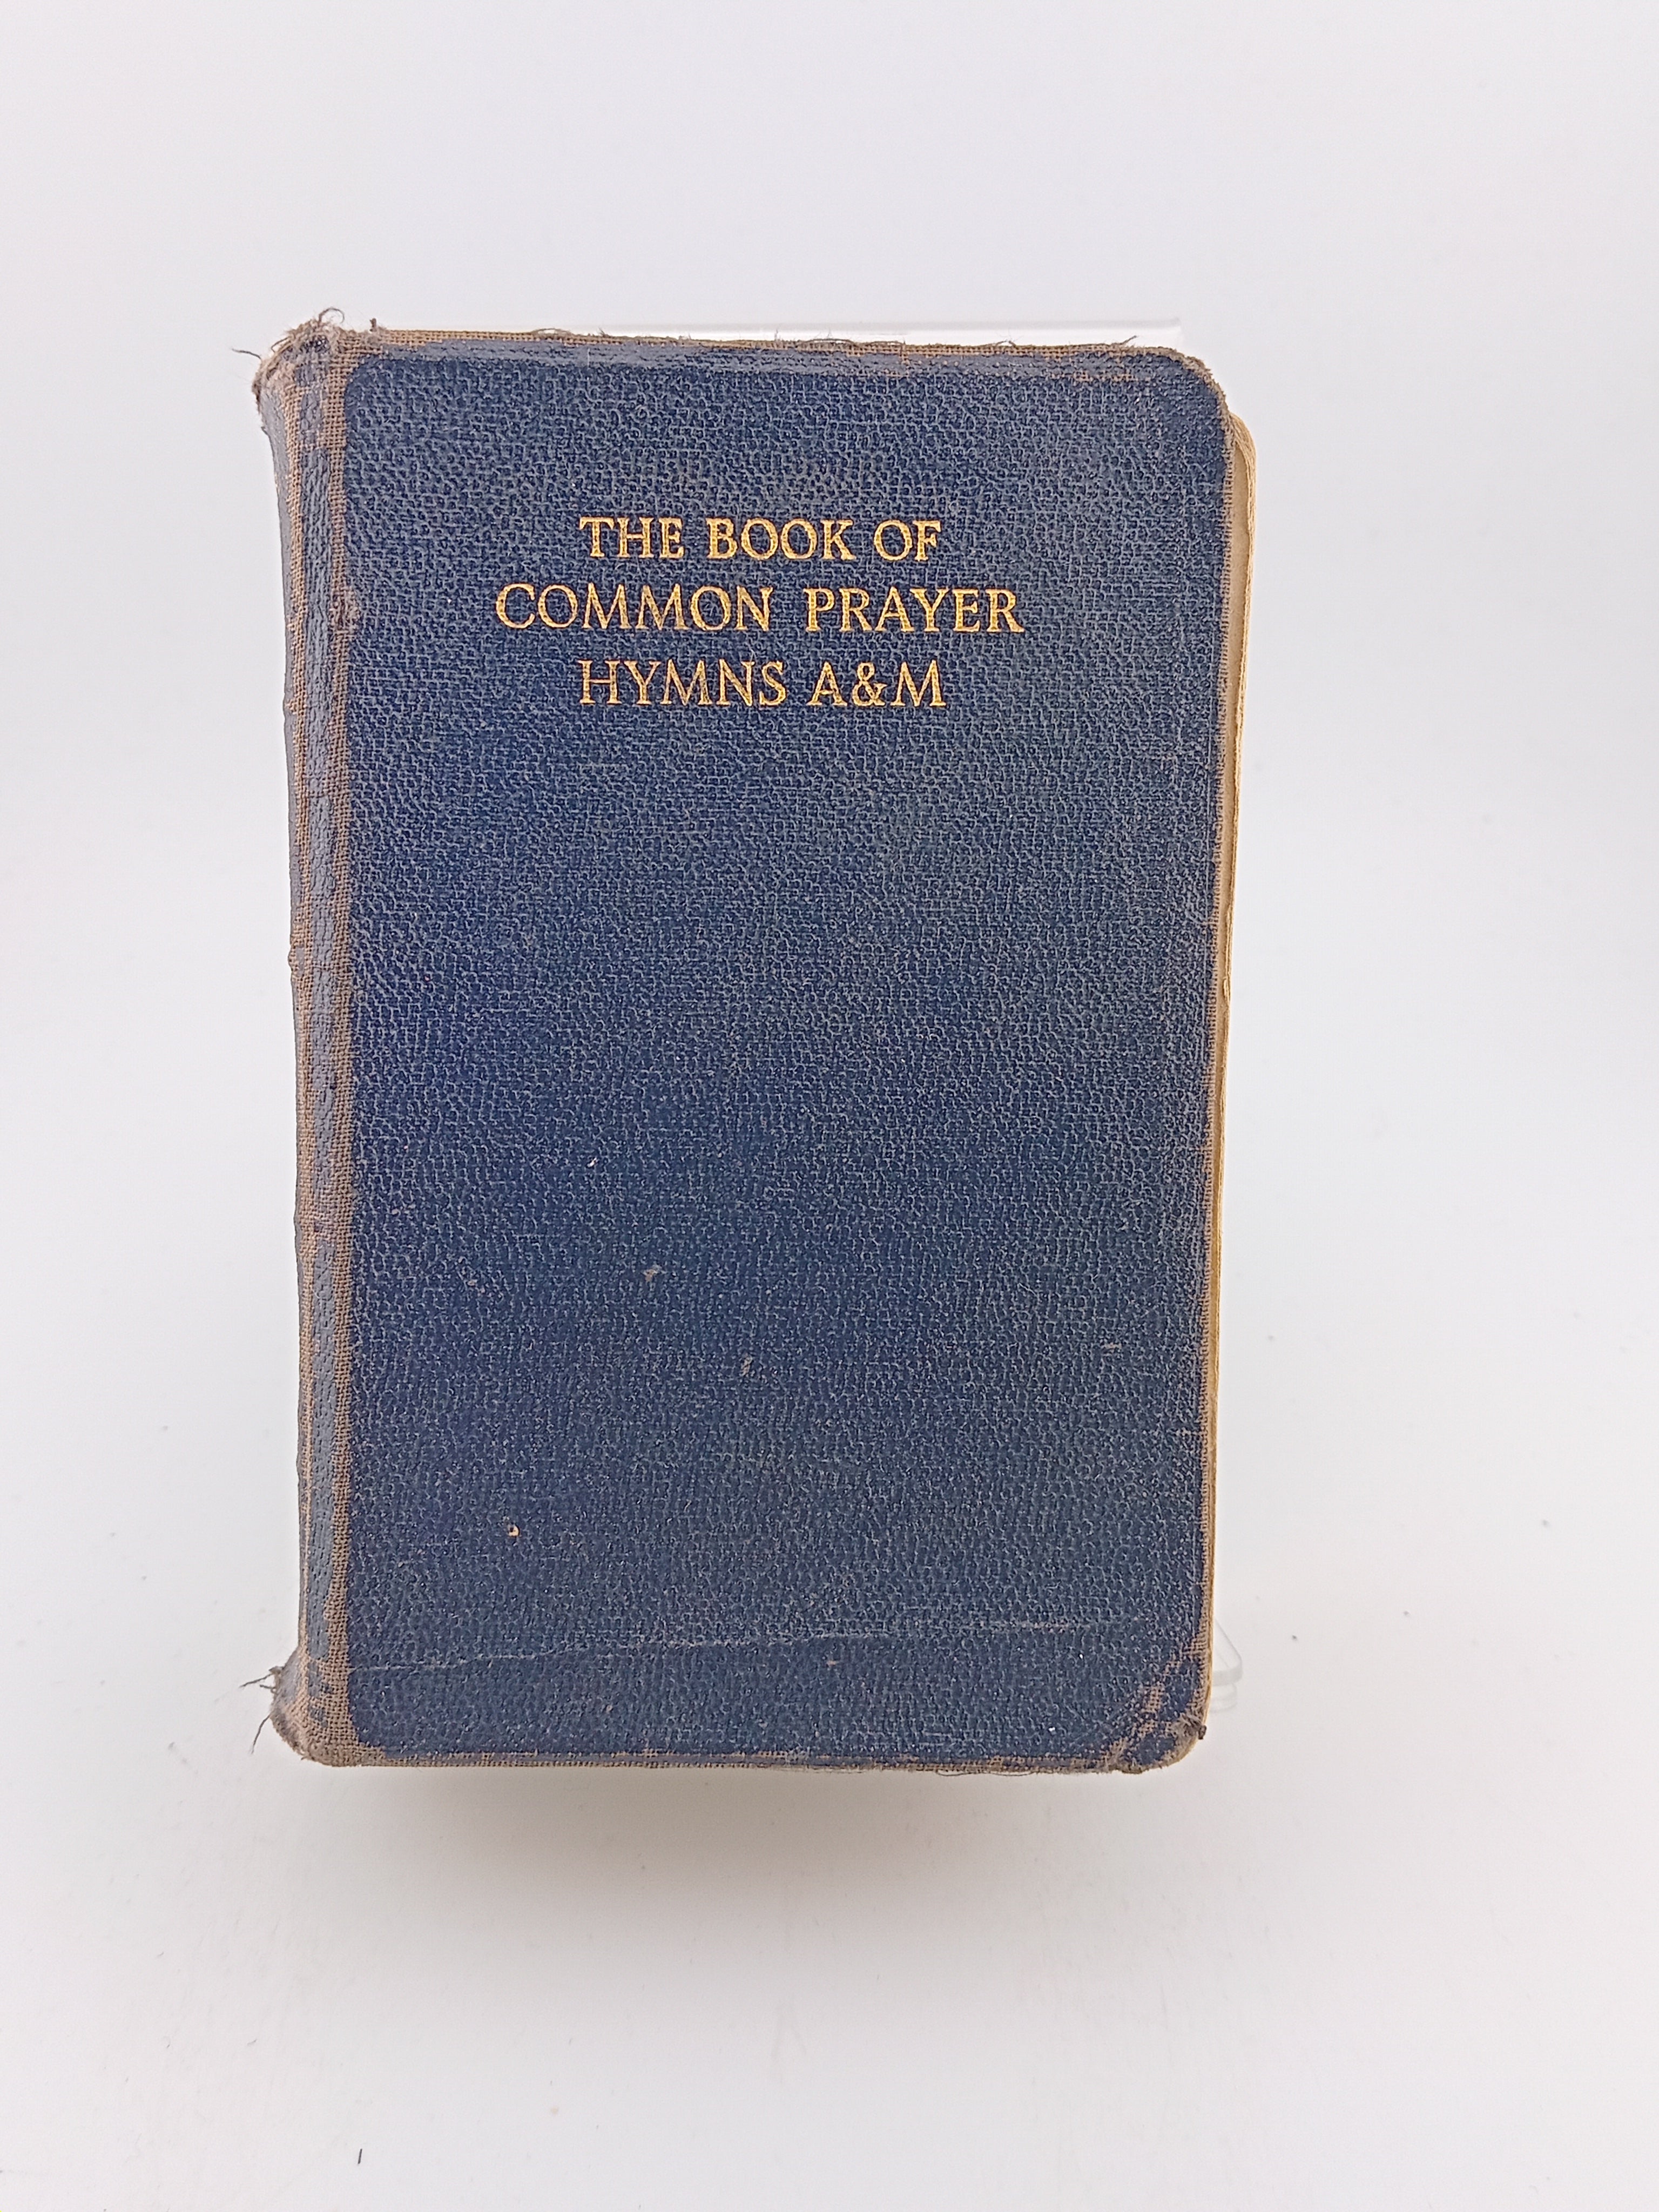 THE BOOK OF
COMMON PRAYER
HYMNS A&M